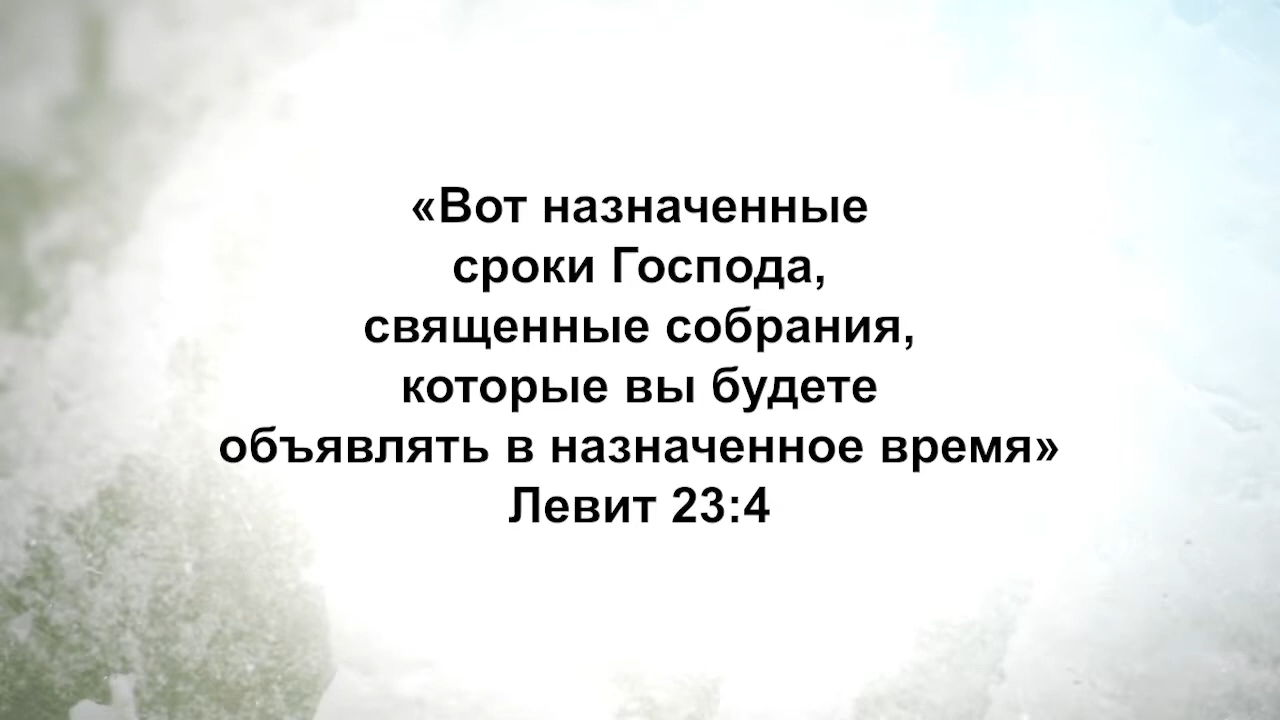 «Вот назначенные
сроки Господа,
священные собрания,
которые вы будете
объявлять в назначенное время»
Левит 23:4